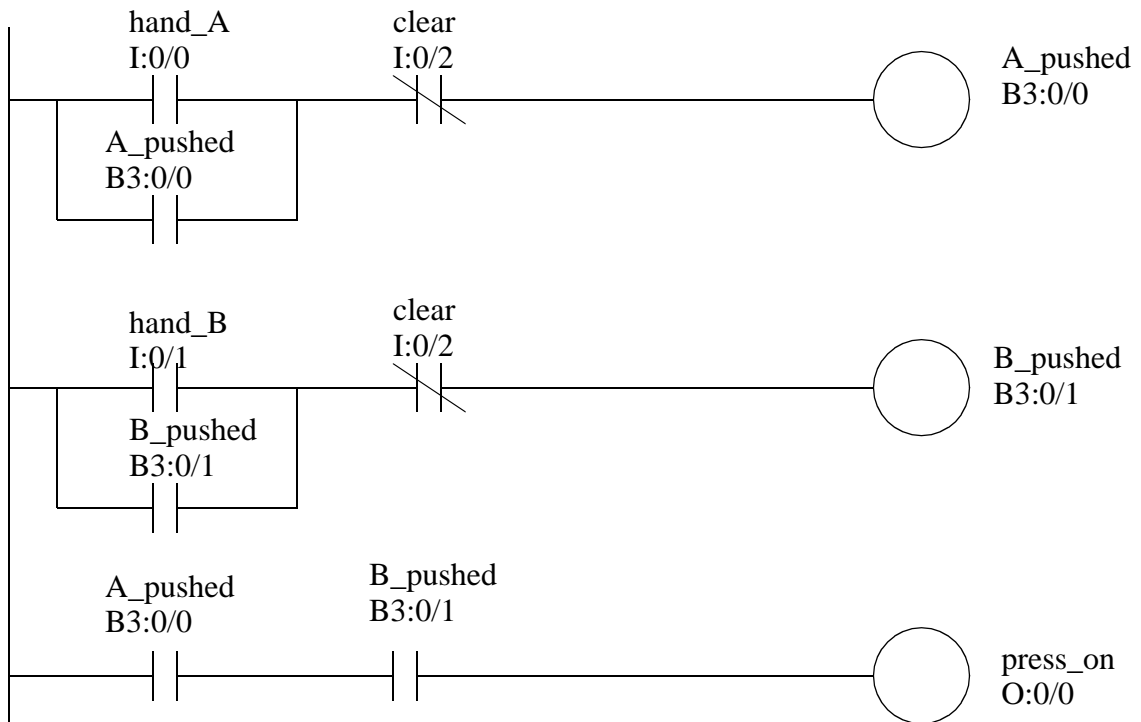 hand_A
I:0/0
clear
I:0/2
A_pushed
B3:0/0
A_pushed
B3:0/0
hand_B
I:0/1
clear
I:0/2
B_pushed
B3:0/1
B_pushed
B3:0/1
A_pushed
B3:0/0
B_pushed
B3:0/1
press_on
O:0/0